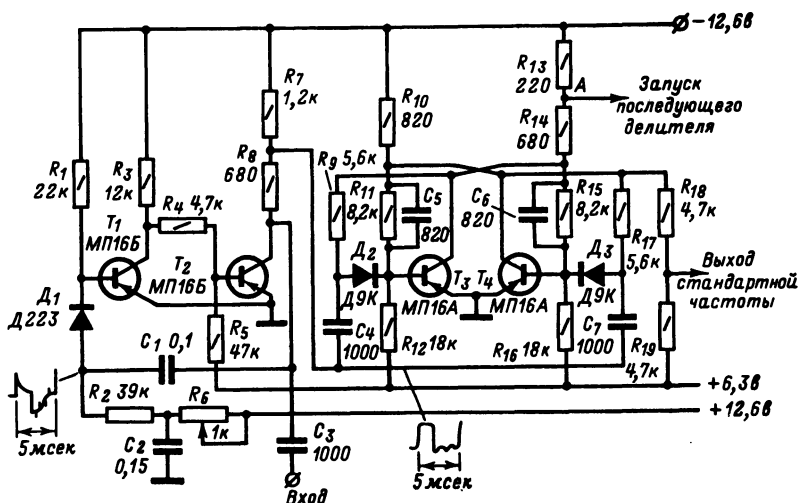 −12,6в
R13
220
A
Запуск
последующего
делителя
R7
1,2к
R10
820
R14
680
R1
22к
R3
12к
R8
680
R9 5,6к
R4 4,7к
R11
8,2к
C5
820
C6
820
R15
8,2к
R18
4,7к
T1
МП16Б
T2
МП16Б
Д2
Д9К
T3
МП16А
T4
МП16А
Д3
Д9К
R17
5,6к
Выход
стандартной
частоты
Д1
Д223
C1 0,1
R5
47к
C4
1000
R12 18к
R16 18к
C7
1000
R19
4,7к
+6,3в
R2 39к
R6
1к
+12,6в
5мсек
C2
0,15
C3
1000
5мсек
Вход